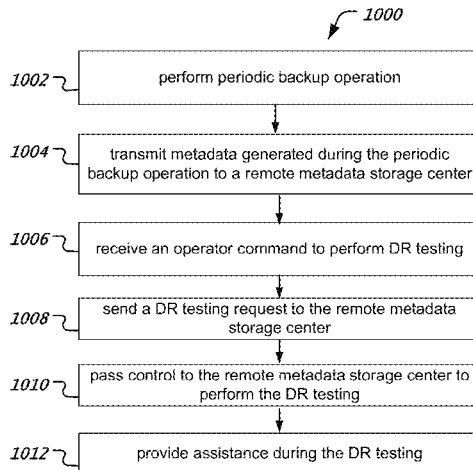 1000
1002
perform periodic backup operation
1004
transmit metadata generated during the periodic
backup operation to a remote metadata storage center
1006
receive an operator command to perform DR testing
1008
send a DR testing request to the remote metadata
storage center
1010
pass control to the remote metadata storage center to
perform the DR testing
1012
provide assistance during the DR testing